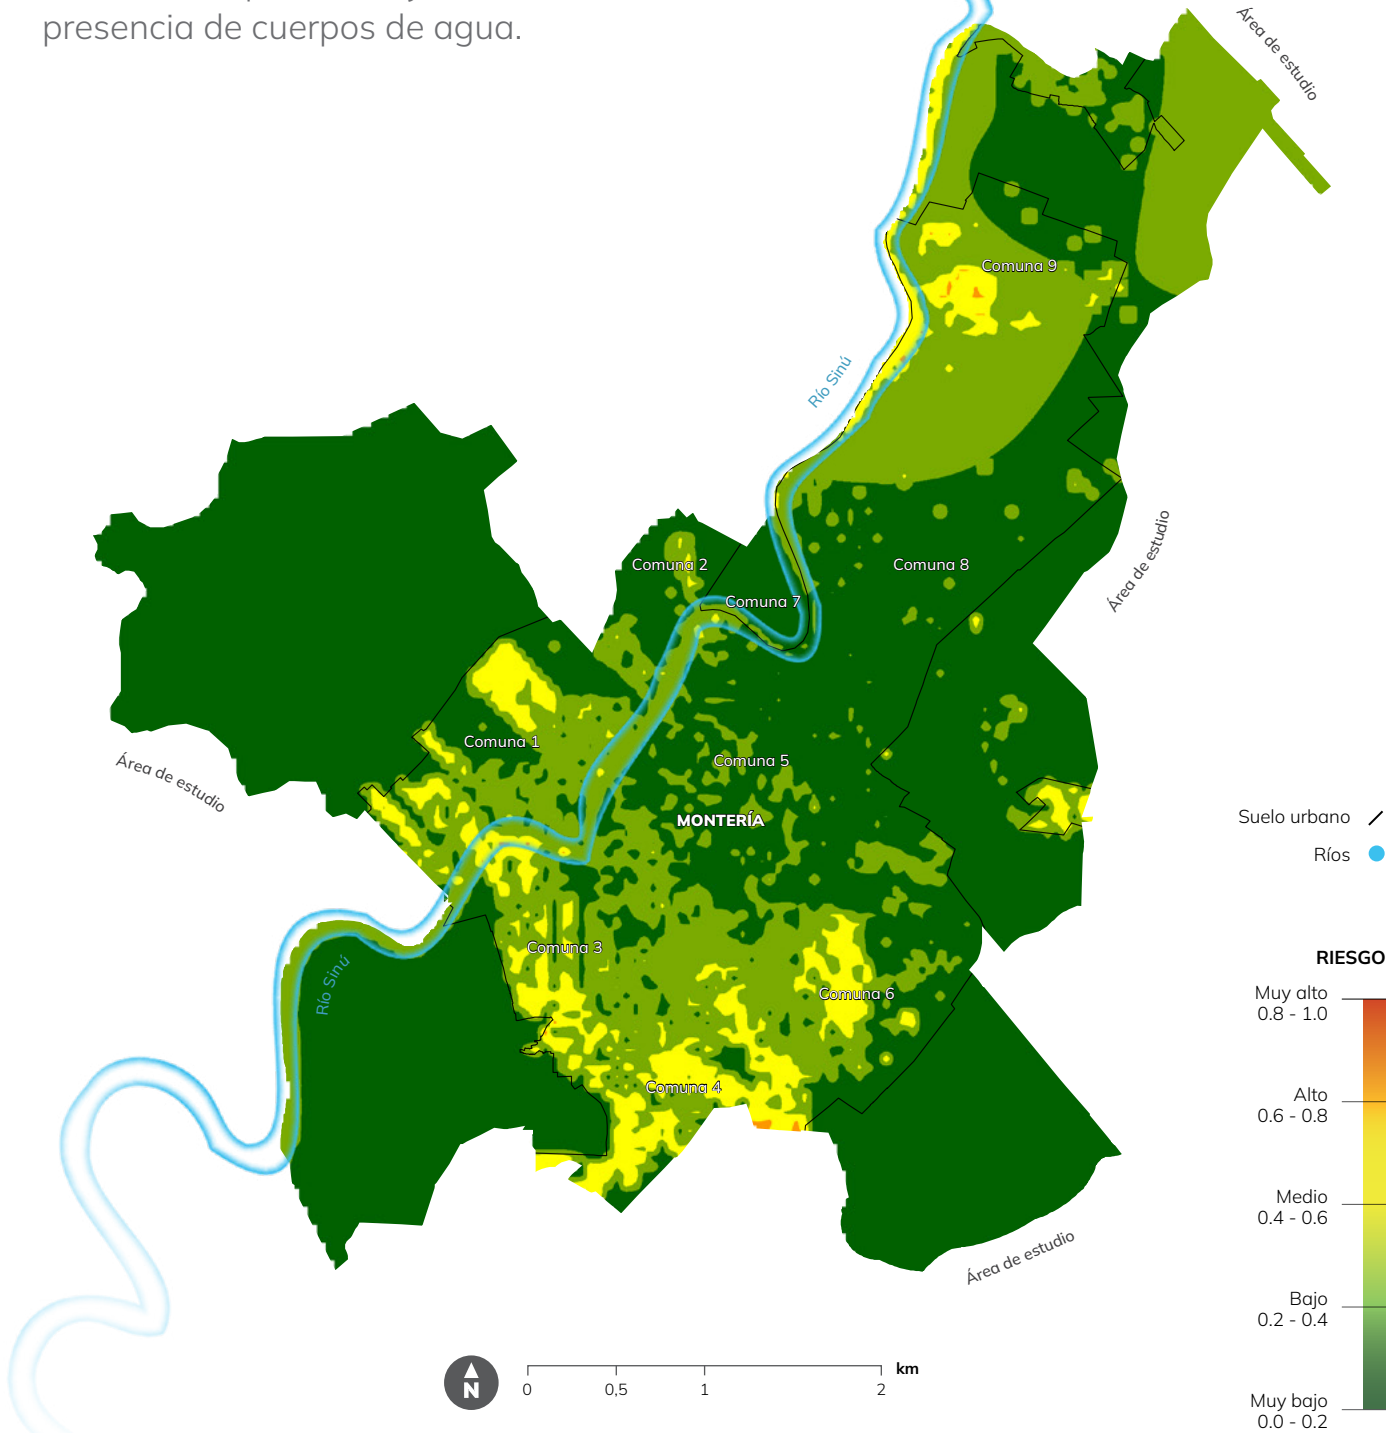 presencia de cuerpos de agua.
Área de estudio
Comuna 9
Río Sinú
Área de estudio
Comuna 2
Comuna 8
Comuna 7
Comuna 1
Comuna 5
Área de estudio
MONTERÍA
Suelo urbano
Ríos
Comuna 3
Río Sinú
Comuna 6
Comuna 4
RIESGO
Muy alto
0.8 - 1.0
Alto
0.6 - 0.8
Medio
0.4 - 0.6
Bajo
0.2 - 0.4
Muy bajo
0.0 - 0.2
Área de estudio
N
km
0 0,5 1 2